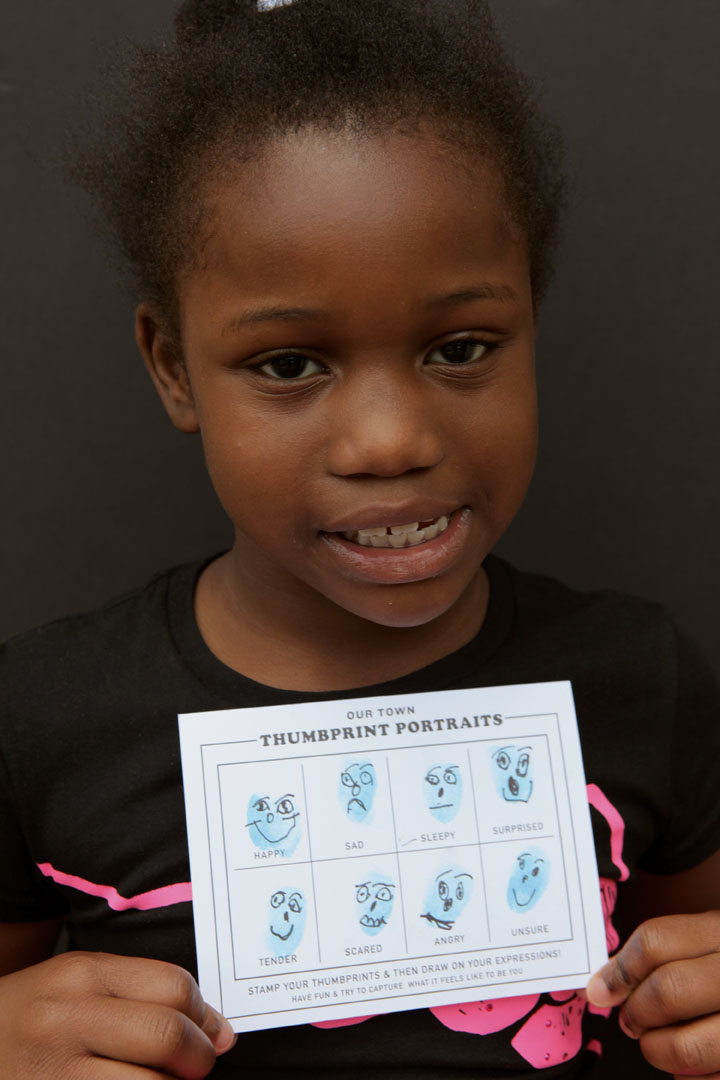 OUR TOWN
THUMBPRINT PORTRAITS
HAPPY
SAD
SLEEPY
SURPRISED
TENDER
SCARED
ANGRY
UNSURE
STAMP YOUR THUMBPRINTS & THEN DRAW ON YOUR EXPRESSIONS!
HAVE FUN & TRY TO CAPTURE WHAT IT FEELS LIKE TO BE YOU